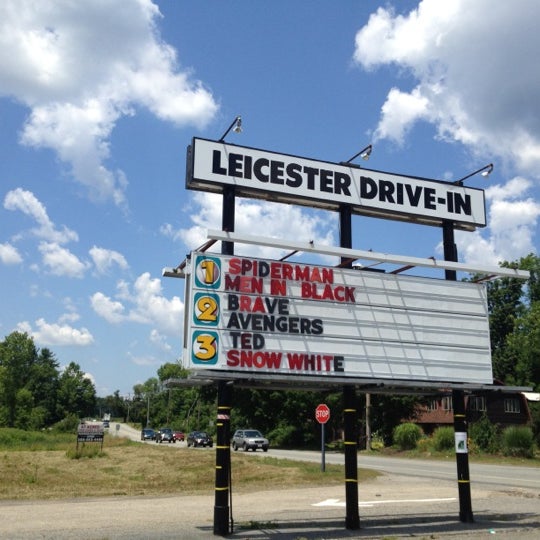 LEICESTER DRIVE-IN
1 SPIDERMAN
MEN IN BLACK
2 BRAVE
AVENGERS
3 TED
SNOW WHITE
STOP